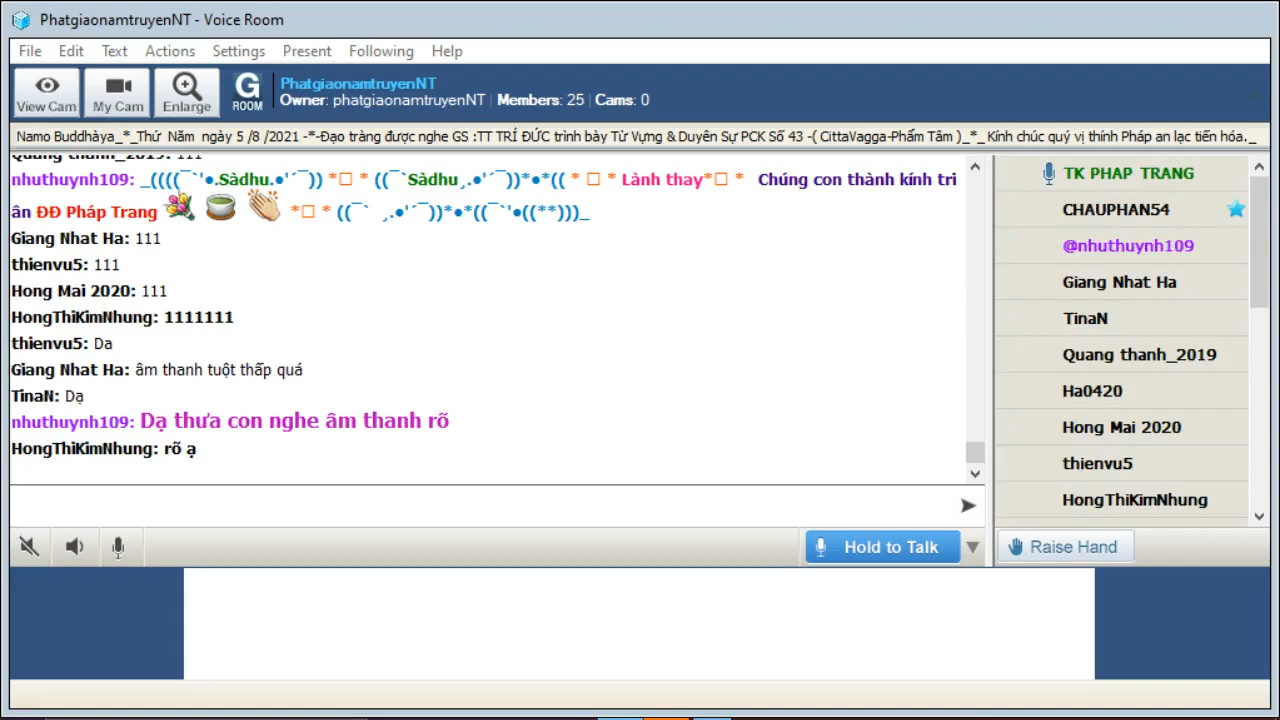 PhatgiaonamtruyenNT - Voice Room
File Edit Text Actions Settings Present Following Help
View Cam My Cam Enlarge G ROOM
PhatgiaonamtruyenNT
Owner: phatgiaonamtruyenNT | Members: 25 | Cams: 0
Namo Buddhàya_*_Thứ Năm ngày 5 /8 /2021 -*-Đạo tràng được nghe GS :TT TRÍ ĐỨC trình bày Từ Vựng & Duyên Sự PCK Số 43 -( CittaVagga-Phẩm Tâm )_*_ Kính chúc quý vị thính Pháp an lạc tiến hóa._
Quang thanh_2019: 111
nhuthuynh109: _((((¯`'●.Sàdhu.●'´¯)) *□ * ((¯`Sàdhu¸.●'´¯))*●*(( * □ * Lành thay*□ * Chúng con thành kính tri
ân ĐĐ Pháp Trang *□ * ((¯` ¸.●'´¯))*●*((¯`'●((**)))_
Giang Nhat Ha: 111
thienvu5: 111
Hong Mai 2020: 111
HongThiKimNhung: 1111111
thienvu5: Da
Giang Nhat Ha: âm thanh tuột thấp quá
TinaN: Dạ
nhuthuynh109: Dạ thưa con nghe âm thanh rõ
HongThiKimNhung: rõ ạ
TK PHAP TRANG
CHAUPHAN54
@nhuthuynh109
Giang Nhat Ha
TinaN
Quang thanh_2019
Ha0420
Hong Mai 2020
thienvu5
HongThiKimNhung
Hold to Talk
Raise Hand